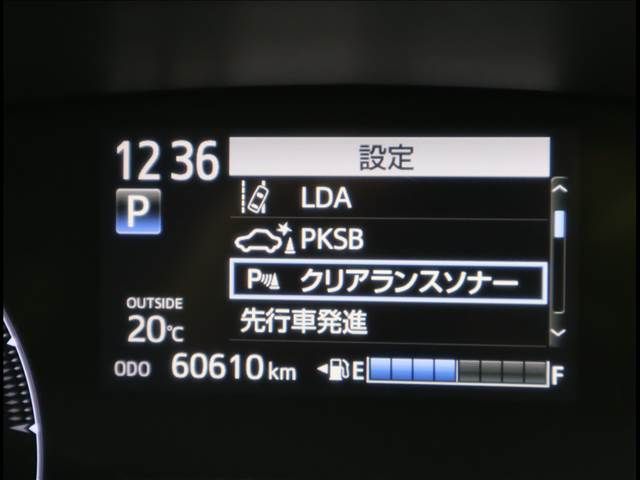 12 36
設定
P
LDA
PKSB
P クリアランスソナー
OUTSIDE
20℃
先行車発進
ODO 60610 km
E F